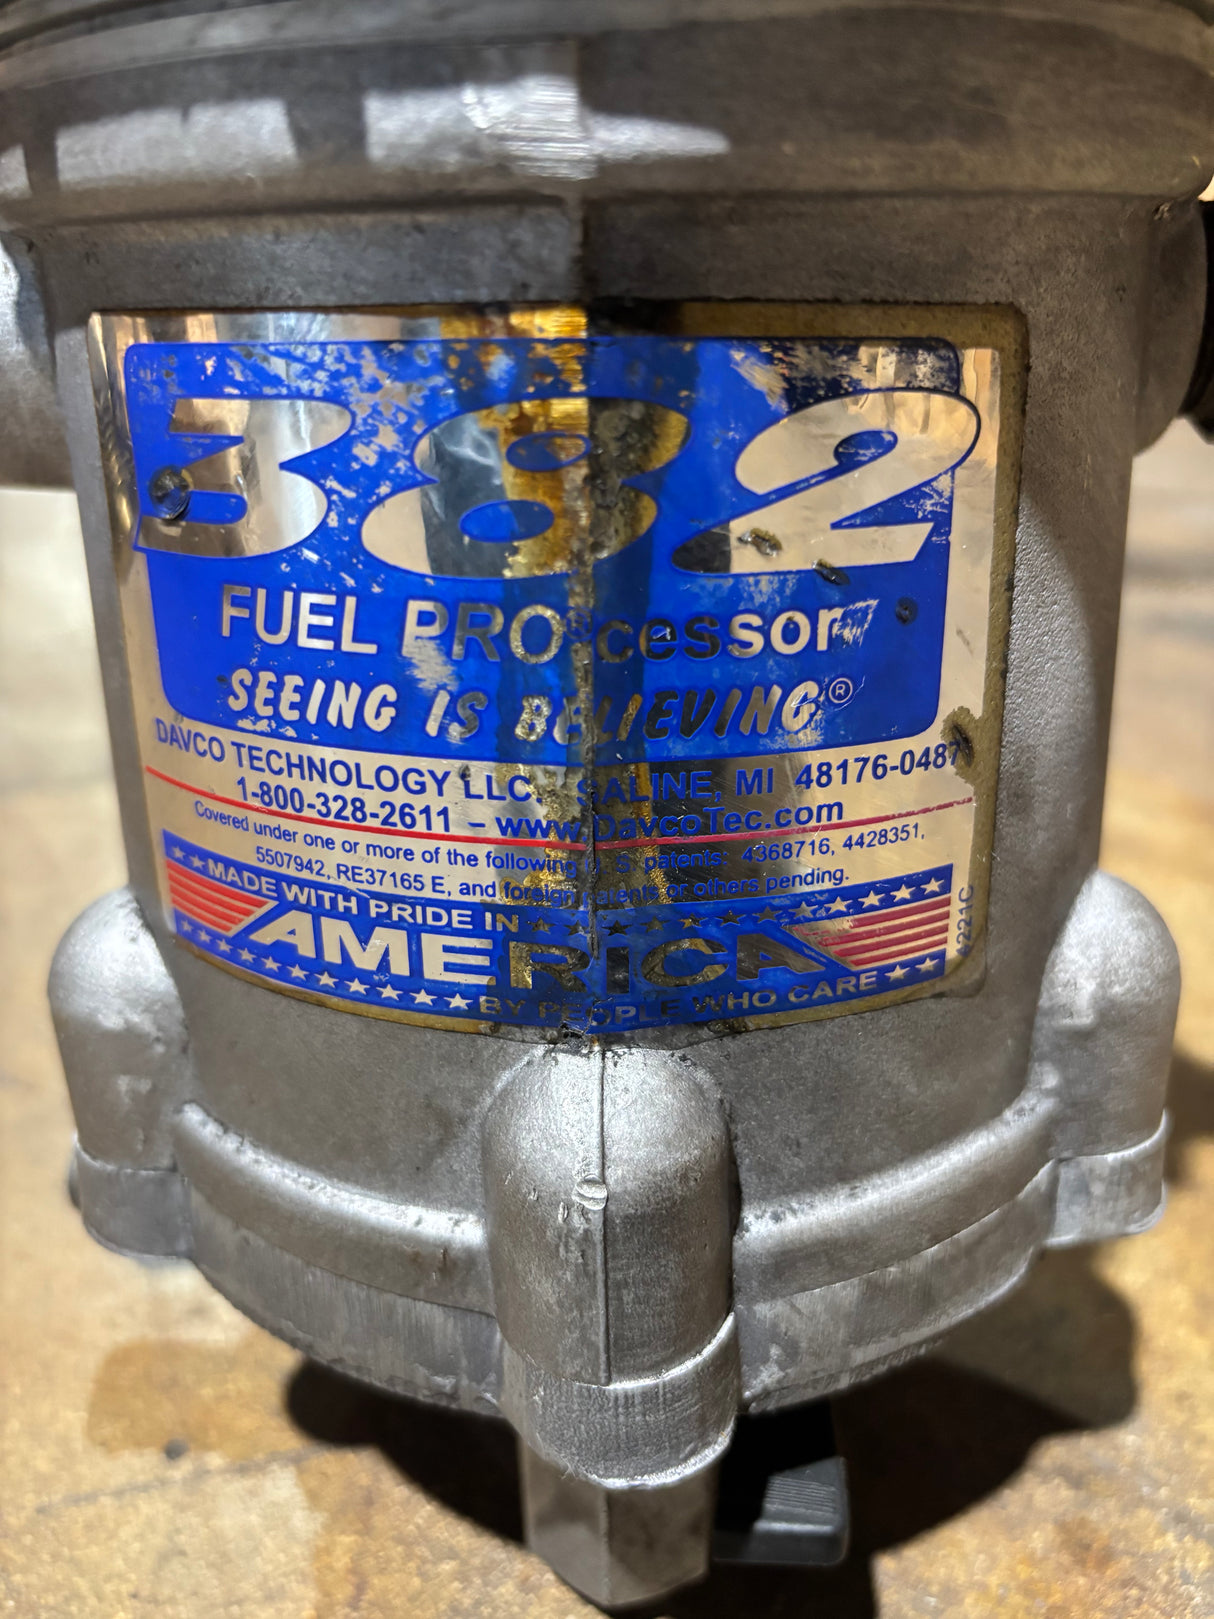 382
FUEL PROcessor
SEEING IS BELIEVING®
DAVCO TECHNOLOGY LLC. SALINE, MI 48176-0487
1-800-328-2611 – www.DavcoTec.com
Covered under one or more of the following U.S. patents: 4368716, 4428351,
5507942, RE37165 E, and foreign patents or others pending.
MADE WITH PRIDE IN
AMERICA
BY PEOPLE WHO CARE